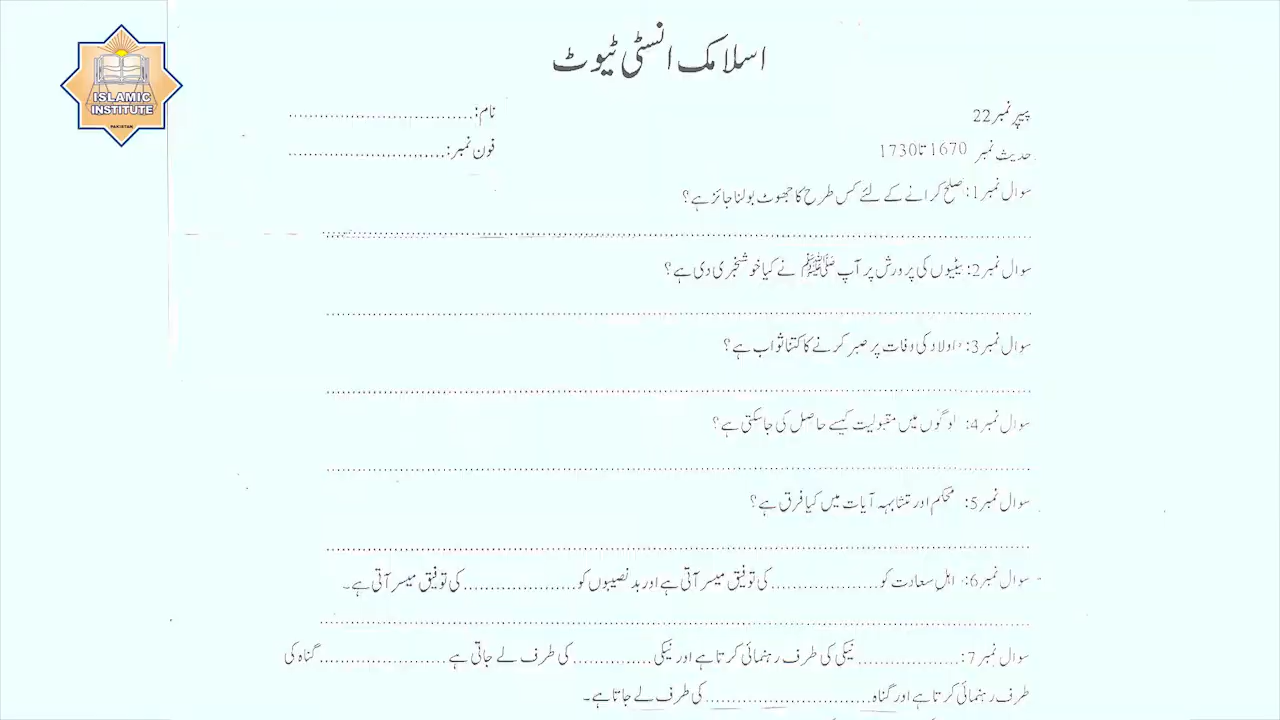 اسلامک انسٹی ٹیوٹ
ISLAMIC
INSTITUTE
PAKISTAN
پیپر نمبر 22
نام: ................................
حدیث نمبر 1670 تا 1730
فون نمبر: ...........................
سوال نمبر 1: صلح کرانے کے لئے کس طرح کا جھوٹ بولنا جائز ہے؟
سوال نمبر 2: بیٹیوں کی پرورش پر آپ ﷺ نے کیا خوشخبری دی ہے؟
سوال نمبر 3: اولاد کی وفات پر صبر کرنے کا کتنا ثواب ہے؟
سوال نمبر 4: لوگوں میں مقبولیت کیسے حاصل کی جاسکتی ہے؟
سوال نمبر 5: محکم اور تشابہہ آیات میں کیا فرق ہے؟
سوال نمبر 6: اہلِ سعادت کو .................... کی توفیق میسر آتی ہے اور بد نصیبوں کو .................... کی توفیق میسر آتی ہے۔
سوال نمبر 7: .................. نیکی کی طرف رہنمائی کرتا ہے اور نیکی .............. کی طرف لے جاتی ہے ...................... گناہ کی
طرف رہنمائی کرتا ہے اور گناہ .............................. کی طرف لے جاتا ہے۔